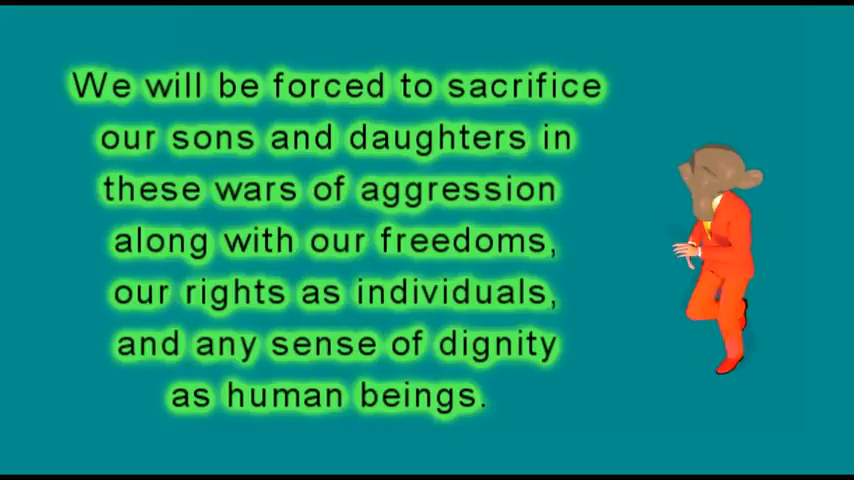 We will be forced to sacrifice
our sons and daughters in
these wars of aggression
along with our freedoms,
our rights as individuals,
and any sense of dignity
as human beings.